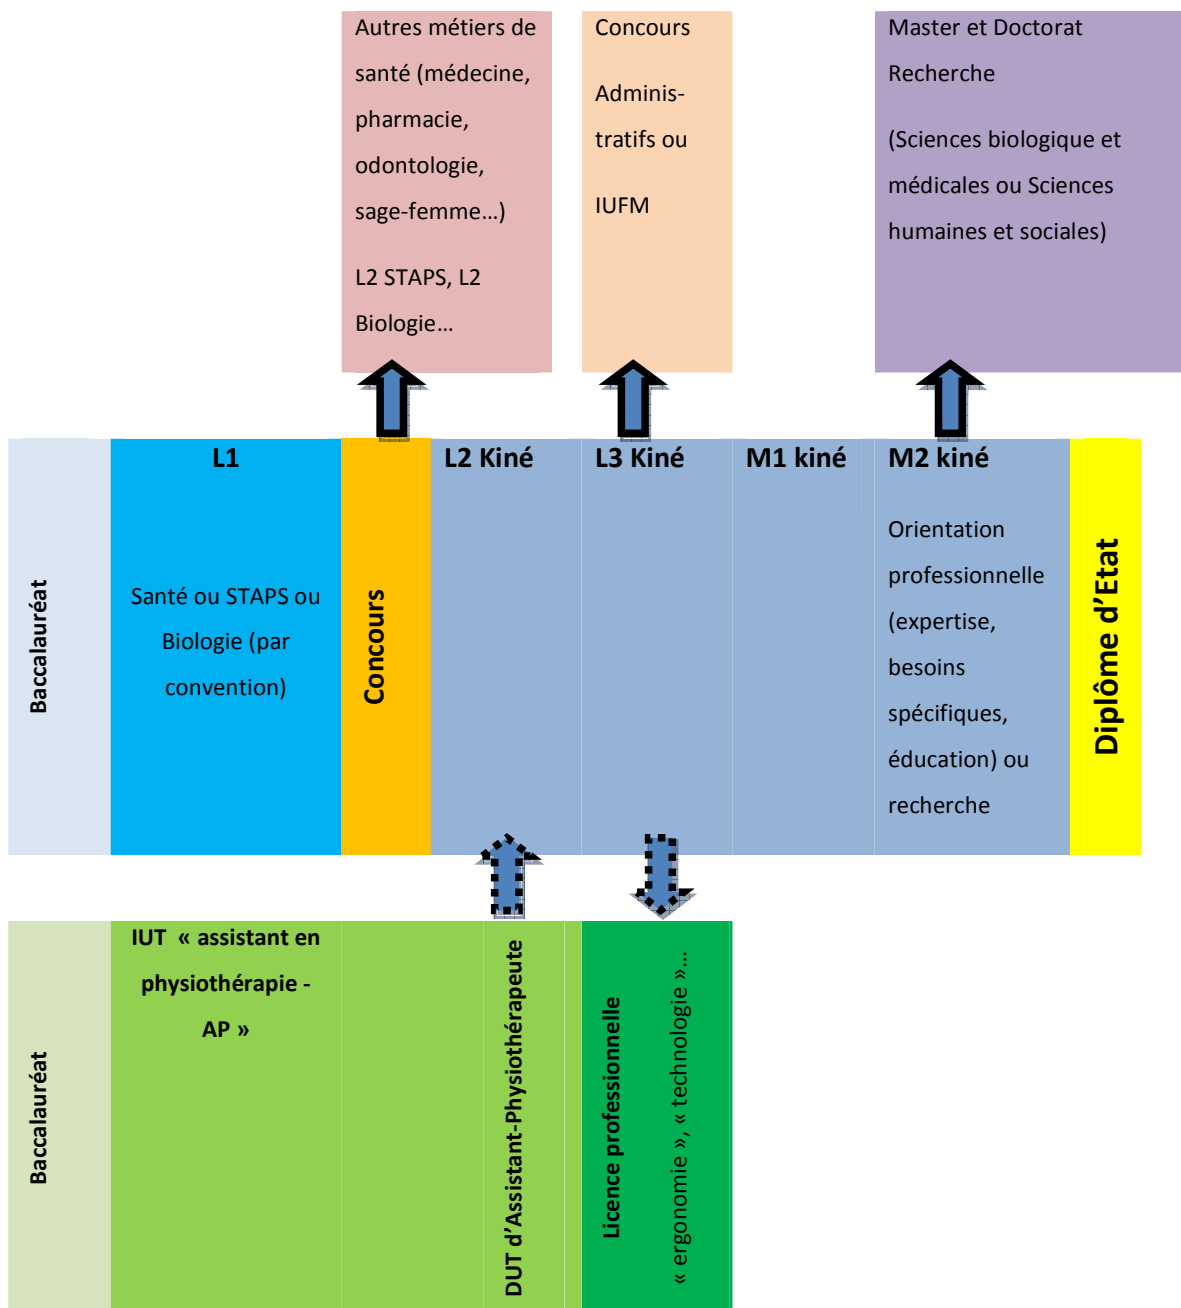 Autres métiers de
santé (médecine,
pharmacie,
odontologie,
sage-femme…)
L2 STAPS, L2
Biologie…
Concours
Adminis-
tratifs ou
IUFM
Master et Doctorat
Recherche
(Sciences biologique et
médicales ou Sciences
humaines et sociales)
Baccalauréat
L1
Santé ou STAPS ou
Biologie (par
convention)
Concours
L2 Kiné
L3 Kiné
M1 kiné
M2 kiné
Orientation
professionnelle
(expertise,
besoins
spécifiques,
éducation) ou
recherche
Diplôme d’Etat
Baccalauréat
IUT « assistant en
physiothérapie -
AP »
DUT d’Assistant-Physiothérapeute
Licence professionnelle
« ergonomie », « technologie »…